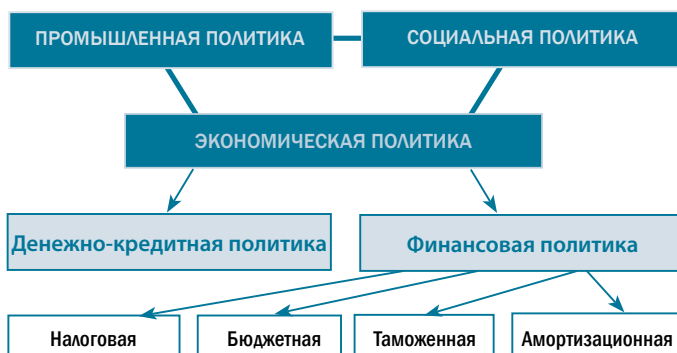 ПРОМЫШЛЕННАЯ ПОЛИТИКА
СОЦИАЛЬНАЯ ПОЛИТИКА
ЭКОНОМИЧЕСКАЯ ПОЛИТИКА
Денежно-кредитная политика
Финансовая политика
Налоговая
Бюджетная
Таможенная
Амортизационная